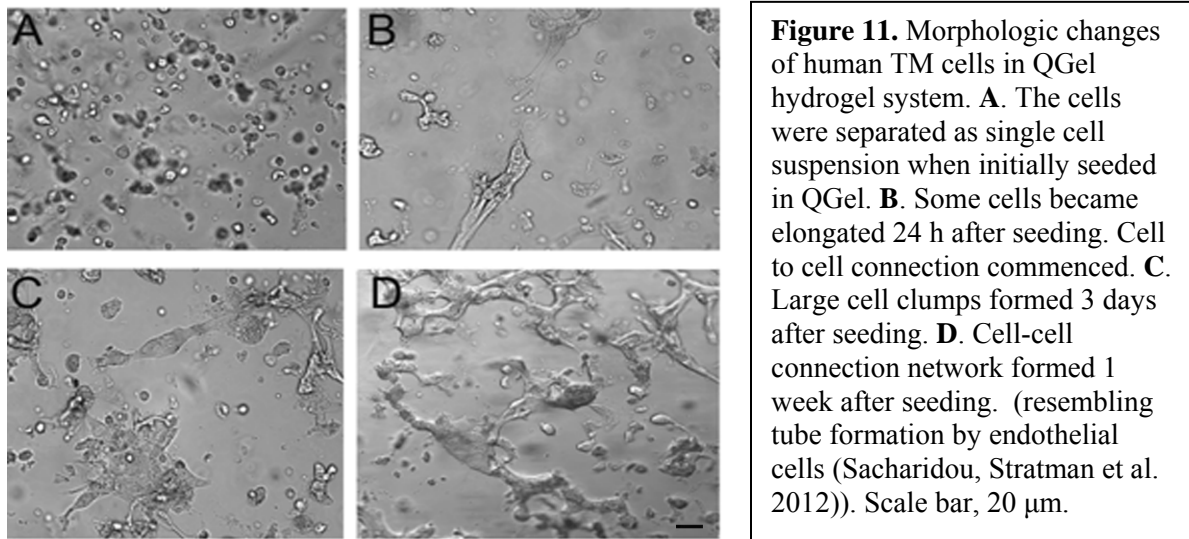 A
B
C
D
Figure 11. Morphologic changes
of human TM cells in QGel
hydrogel system. A. The cells
were separated as single cell
suspension when initially seeded
in QGel. B. Some cells became
elongated 24 h after seeding. Cell
to cell connection commenced. C.
Large cell clumps formed 3 days
after seeding. D. Cell-cell
connection network formed 1
week after seeding.  (resembling
tube formation by endothelial
cells (Sacharidou, Stratman et al.
2012)). Scale bar, 20 μm.